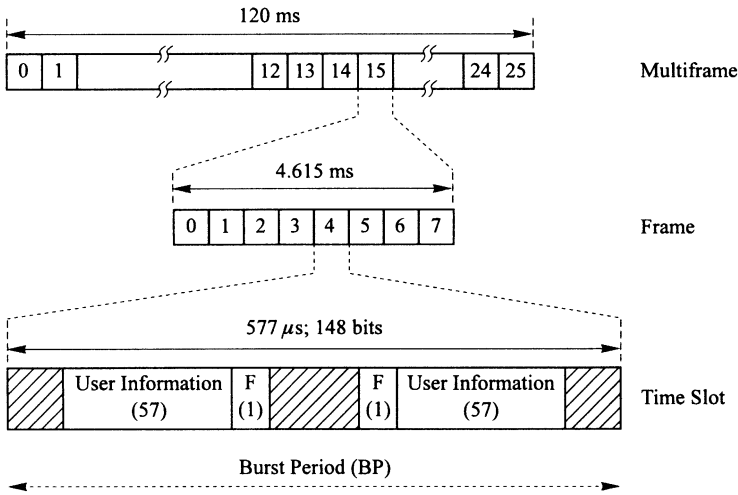 120 ms
0 1 12 13 14 15 24 25 Multiframe
4.615 ms
0 1 2 3 4 5 6 7 Frame
577 μs; 148 bits
User Information (57) F (1) F (1) User Information (57) Time Slot
Burst Period (BP)